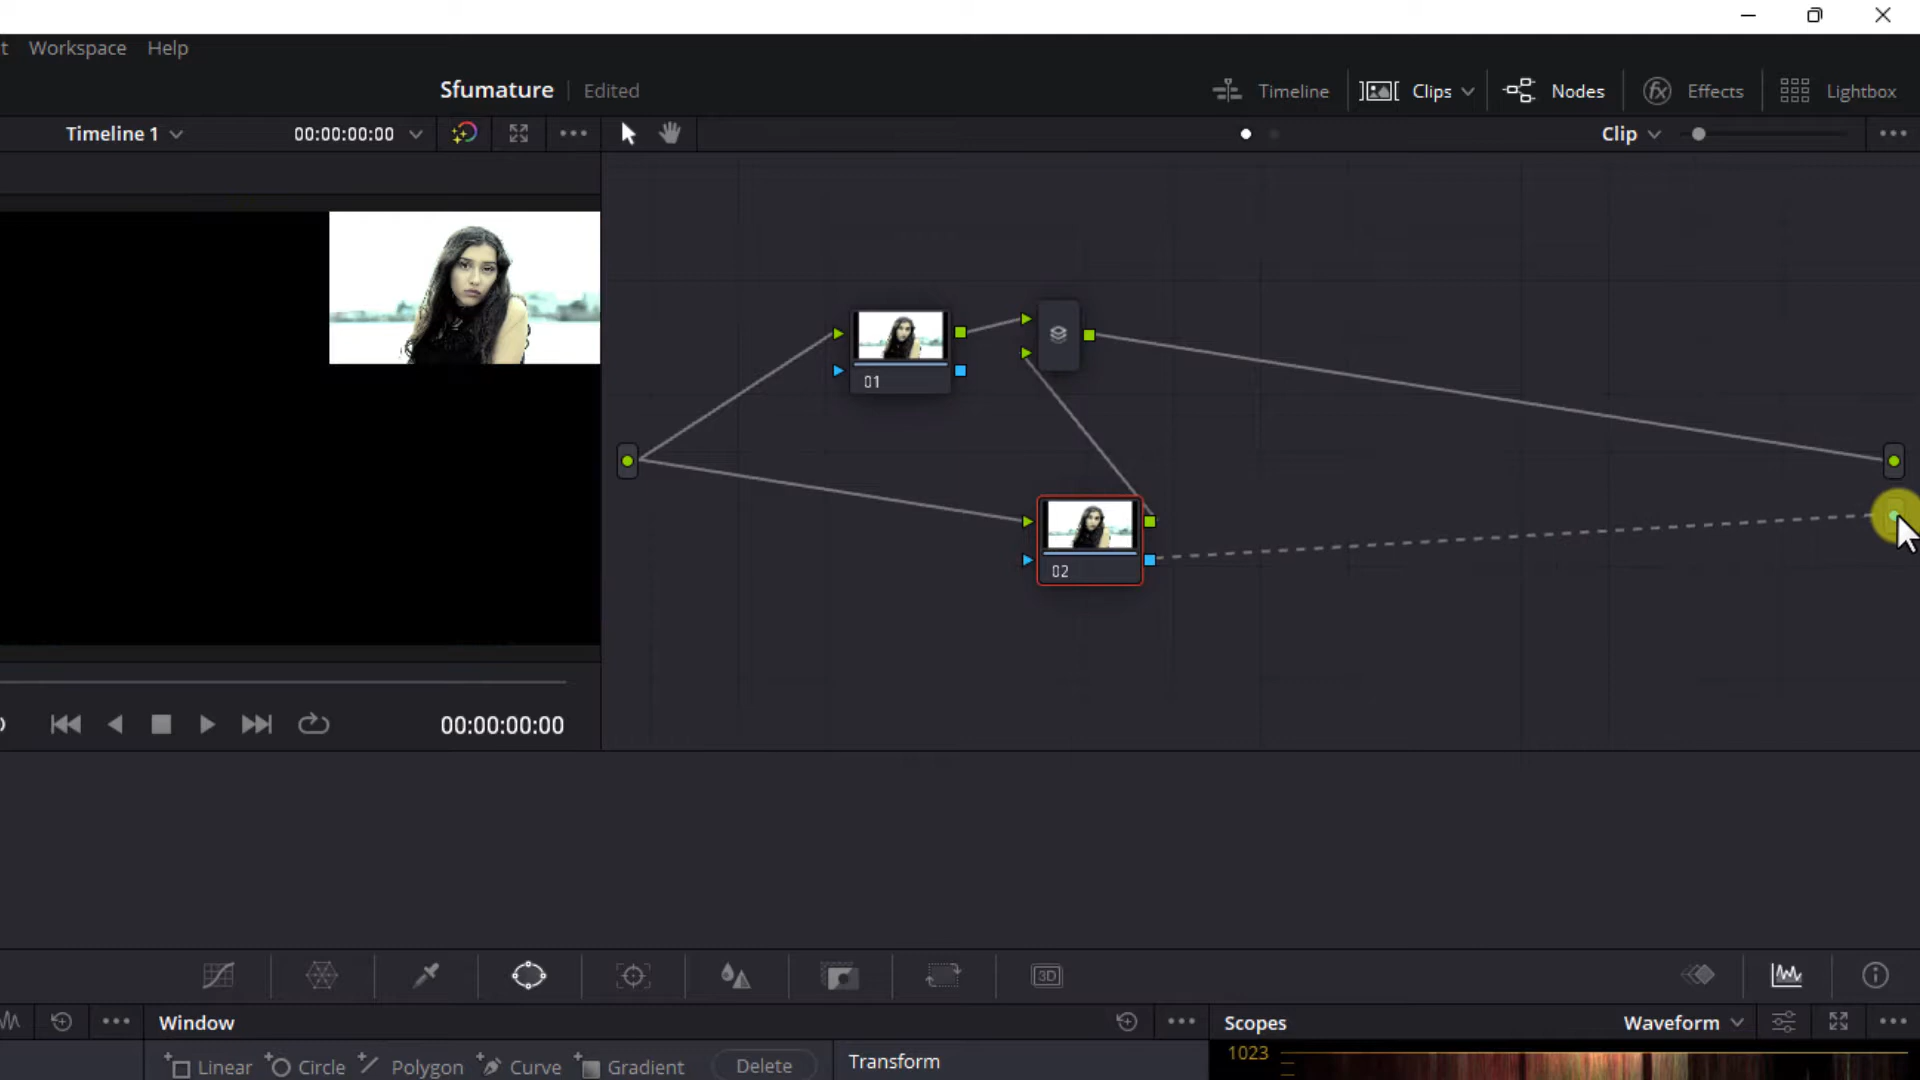 t Workspace Help
Sfumature Edited
Timeline Clips Nodes Effects Lightbox
Timeline 1 00:00:00:00 Clip
01
02
00:00:00:00
3D
Window Scopes Waveform
Linear Circle Polygon Curve Gradient Delete Transform 1023